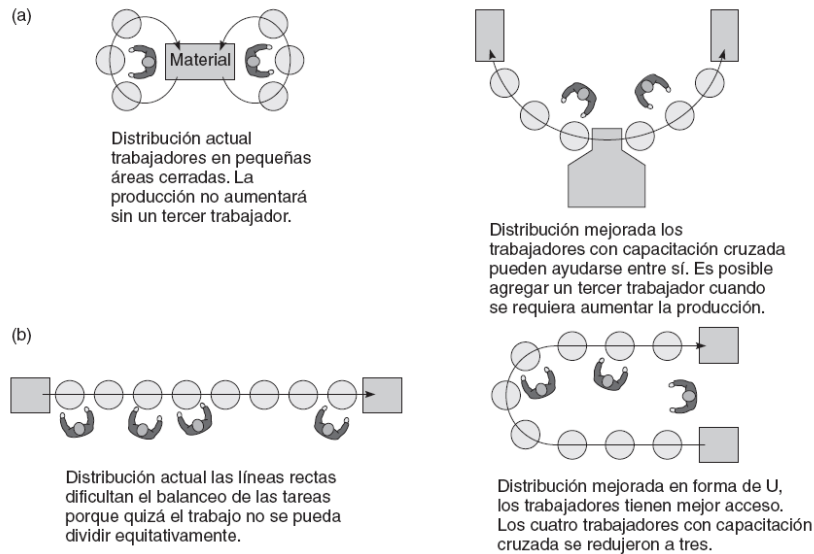 (a)
Material
Distribución actual
trabajadores en pequeñas
áreas cerradas. La
producción no aumentará
sin un tercer trabajador.
Distribución mejorada los
trabajadores con capacitación cruzada
pueden ayudarse entre sí. Es posible
agregar un tercer trabajador cuando
se requiera aumentar la producción.
(b)
Distribución actual las líneas rectas
dificultan el balanceo de las tareas
porque quizá el trabajo no se pueda
dividir equitativamente.
Distribución mejorada en forma de U,
los trabajadores tienen mejor acceso.
Los cuatro trabajadores con capacitación
cruzada se redujeron a tres.